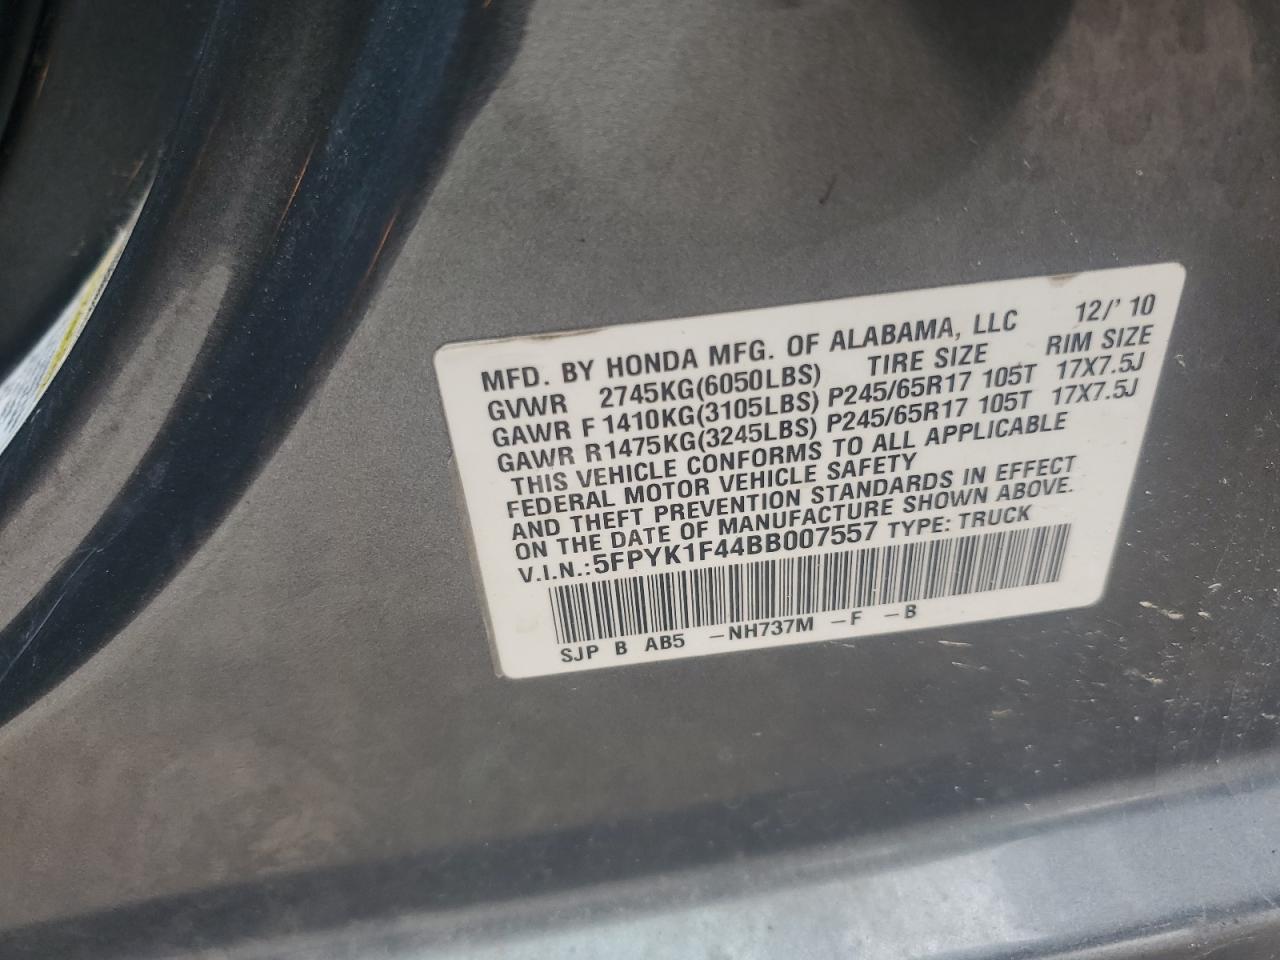 MFD. BY HONDA MFG. OF ALABAMA, LLC 12/' 10
GVWR 2745KG(6050LBS) TIRE SIZE RIM SIZE
GAWR F 1410KG(3105LBS) P245/65R17 105T 17X7.5J
GAWR R1475KG(3245LBS) P245/65R17 105T 17X7.5J
THIS VEHICLE CONFORMS TO ALL APPLICABLE
FEDERAL MOTOR VEHICLE SAFETY
AND THEFT PREVENTION STANDARDS IN EFFECT
ON THE DATE OF MANUFACTURE SHOWN ABOVE.
V.I.N.:5FPYK1F44BB007557 TYPE: TRUCK
SJP B AB5 -NH737M -F -B